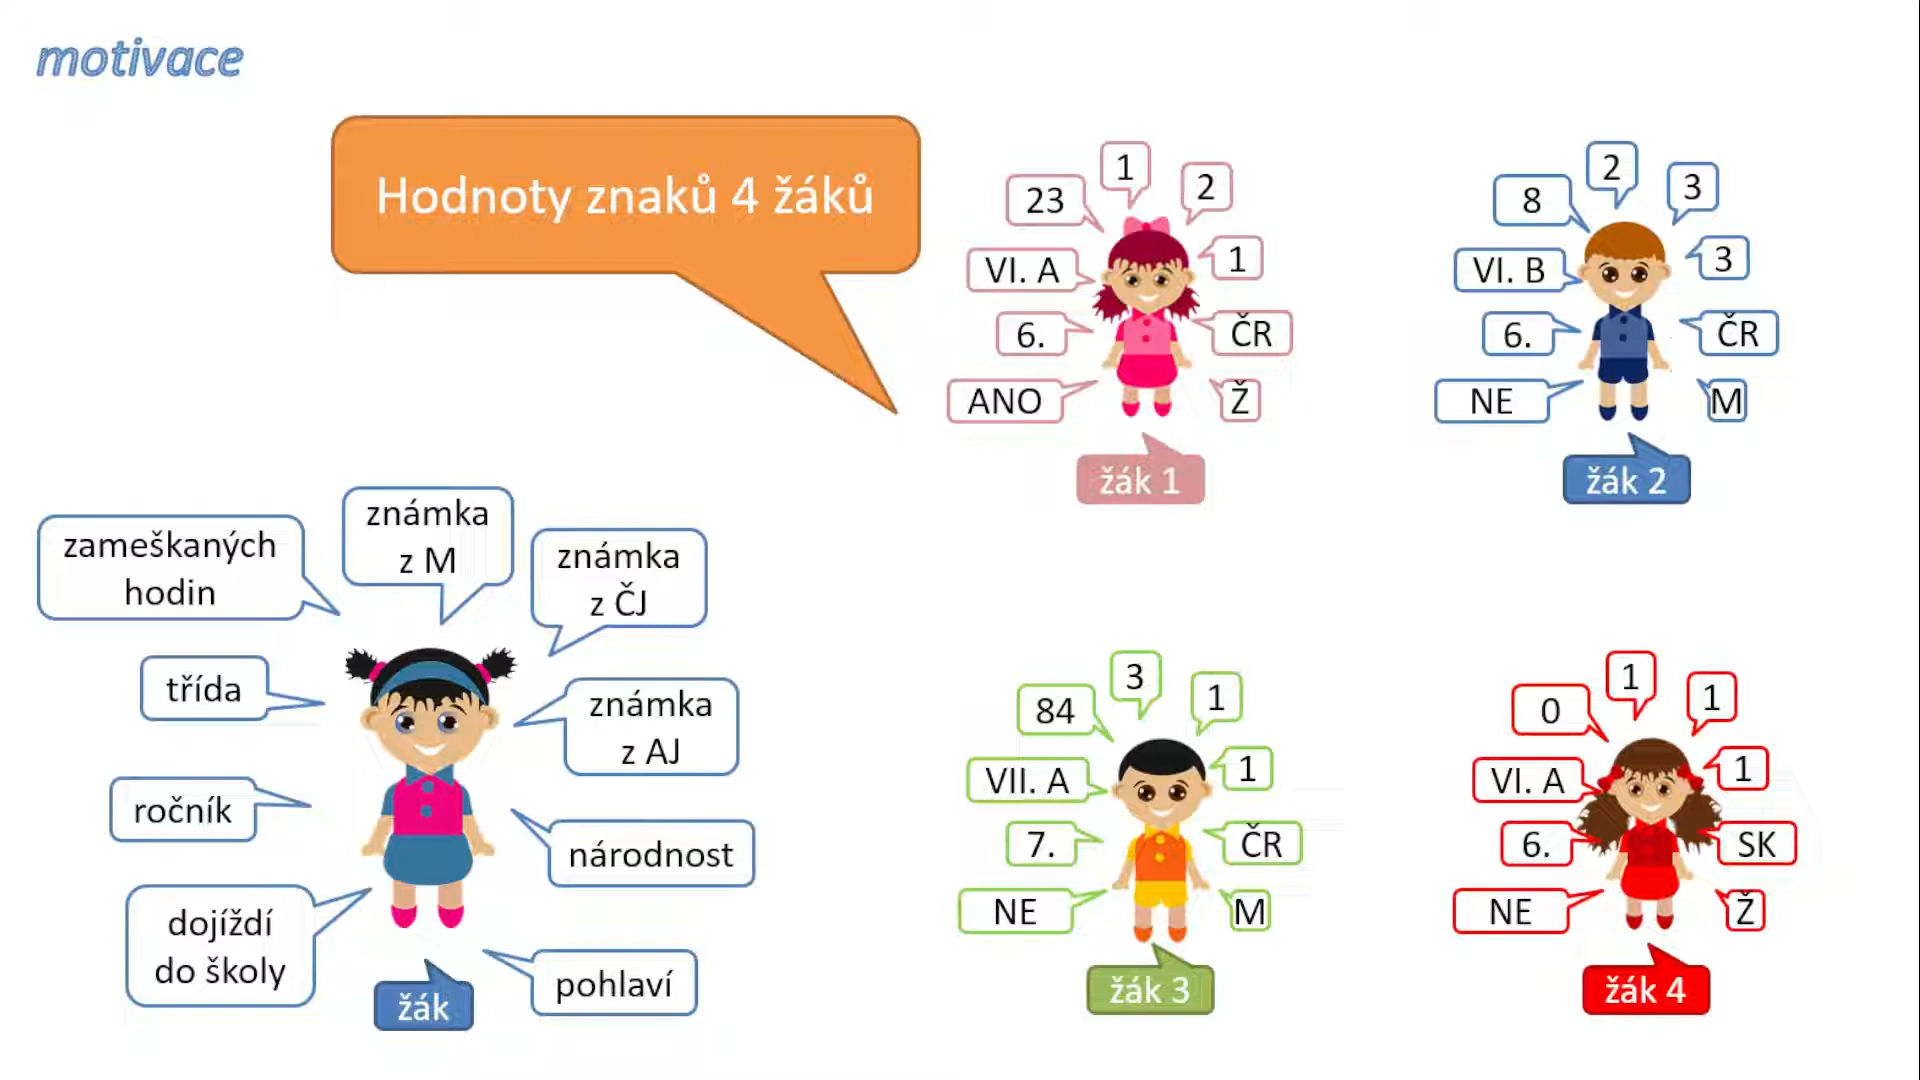 motivace
Hodnoty znaků 4 žáků
zameškaných
hodin
známka
z M
známka
z ČJ
třída
známka
z AJ
ročník
národnost
dojíždí
do školy
pohlaví
žák
1
23
2
VI. A
1
6.
ČR
ANO
Ž
žák 1
2
8
3
VI. B
3
6.
ČR
NE
M
žák 2
3
84
1
VII. A
1
7.
ČR
NE
M
žák 3
1
0
1
VI. A
1
6.
SK
NE
Ž
žák 4